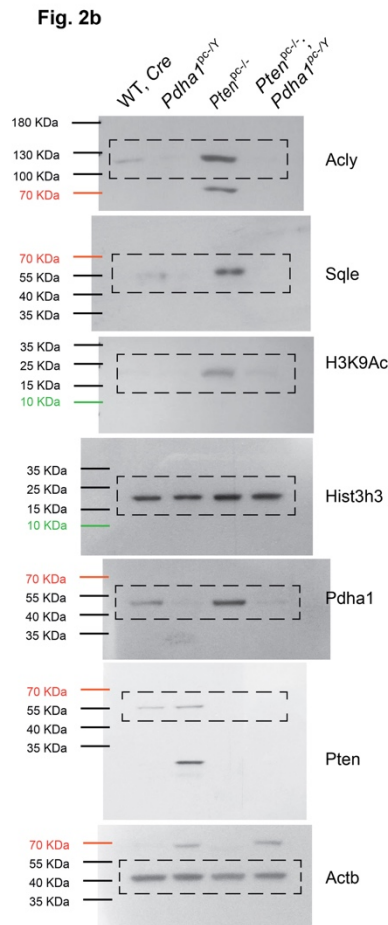 Fig. 2b
WT, Cre
Pdha1pc-/Y
Ptenpc-/-
Ptenpc-/-;
Pdha1pc-/Y
180 KDa
130 KDa
100 KDa
70 KDa
Acly
70 KDa
55 KDa
40 KDa
35 KDa
Sqle
35 KDa
25 KDa
15 KDa
10 KDa
H3K9Ac
35 KDa
25 KDa
15 KDa
10 KDa
Hist3h3
70 KDa
55 KDa
40 KDa
35 KDa
Pdha1
70 KDa
55 KDa
40 KDa
35 KDa
Pten
70 KDa
55 KDa
40 KDa
35 KDa
Actb